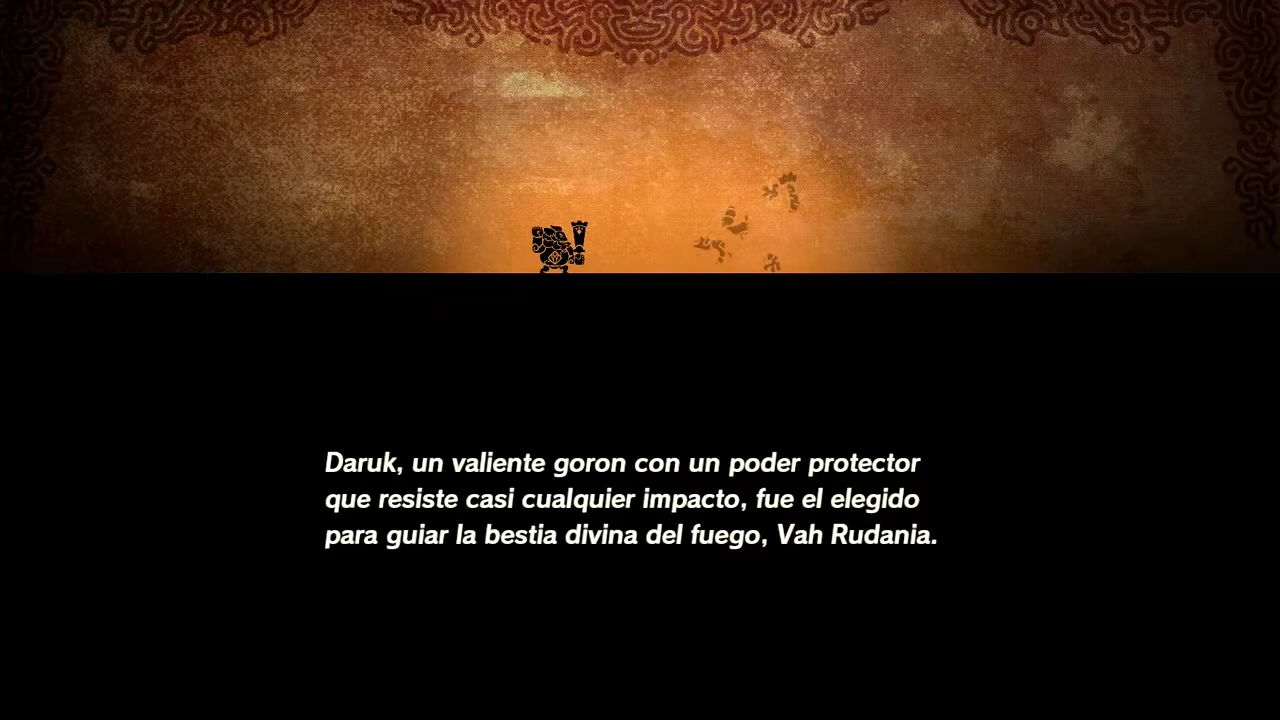 Daruk, un valiente goron con un poder protector
que resiste casi cualquier impacto, fue el elegido
para guiar la bestia divina del fuego, Vah Rudania.